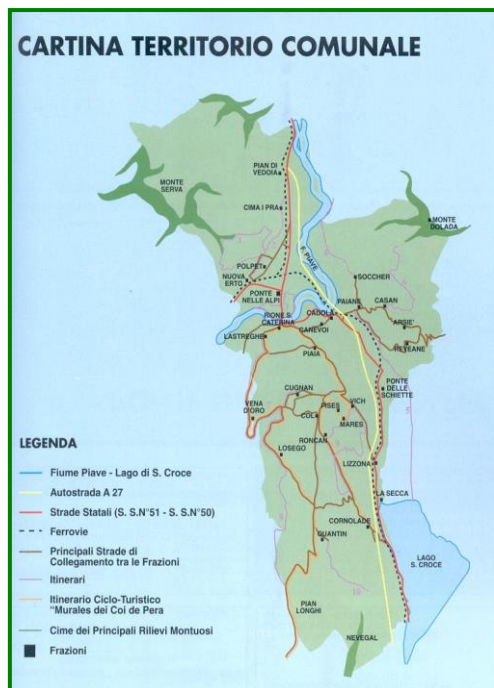 CARTINA TERRITORIO COMUNALE
PIAN DI
VEDOIA
MONTE
SERVA
CIMA I PRA
MONTE
DOLADA
F. PIAVE
POLPET
NUOVA
ERTO
SOCCHER
PONTE
NELLE ALPI
PAIANE
CASAN
CADOLA
RIONE S.
CATERINA
CANEVOI
ARSIE'
LASTREGHE
REVEANE
PIAIA
CUGNAN
PONTE
DELLE
SCHIETTE
VENA
D'ORO
PISES
VICH
COL
MARES
RONCAN
LOSEGO
LIZZONA
LA SECCA
CORNOLADE
QUANTIN
LAGO
S. CROCE
PIAN
LONGHI
10
NEVEGAL
LEGENDA
Fiume Piave - Lago di S. Croce
Autostrada A 27
Strade Statali (S. S.N°51 - S. S.N°50)
Ferrovie
Principali Strade di
Collegamento tra le Frazioni
Itinerari
Itinerario Ciclo-Turistico
"Murales dei Coi de Pera
Cime dei Principali Rilievi Montuosi
Frazioni